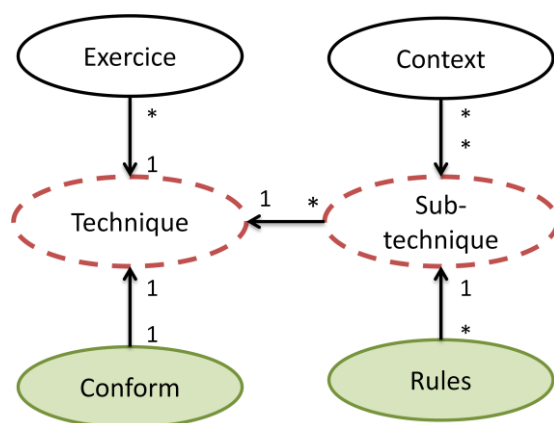 Exercice
Context
*
*
*
1
1
*
Technique
Sub-
technique
1
1
1
*
Conform
Rules